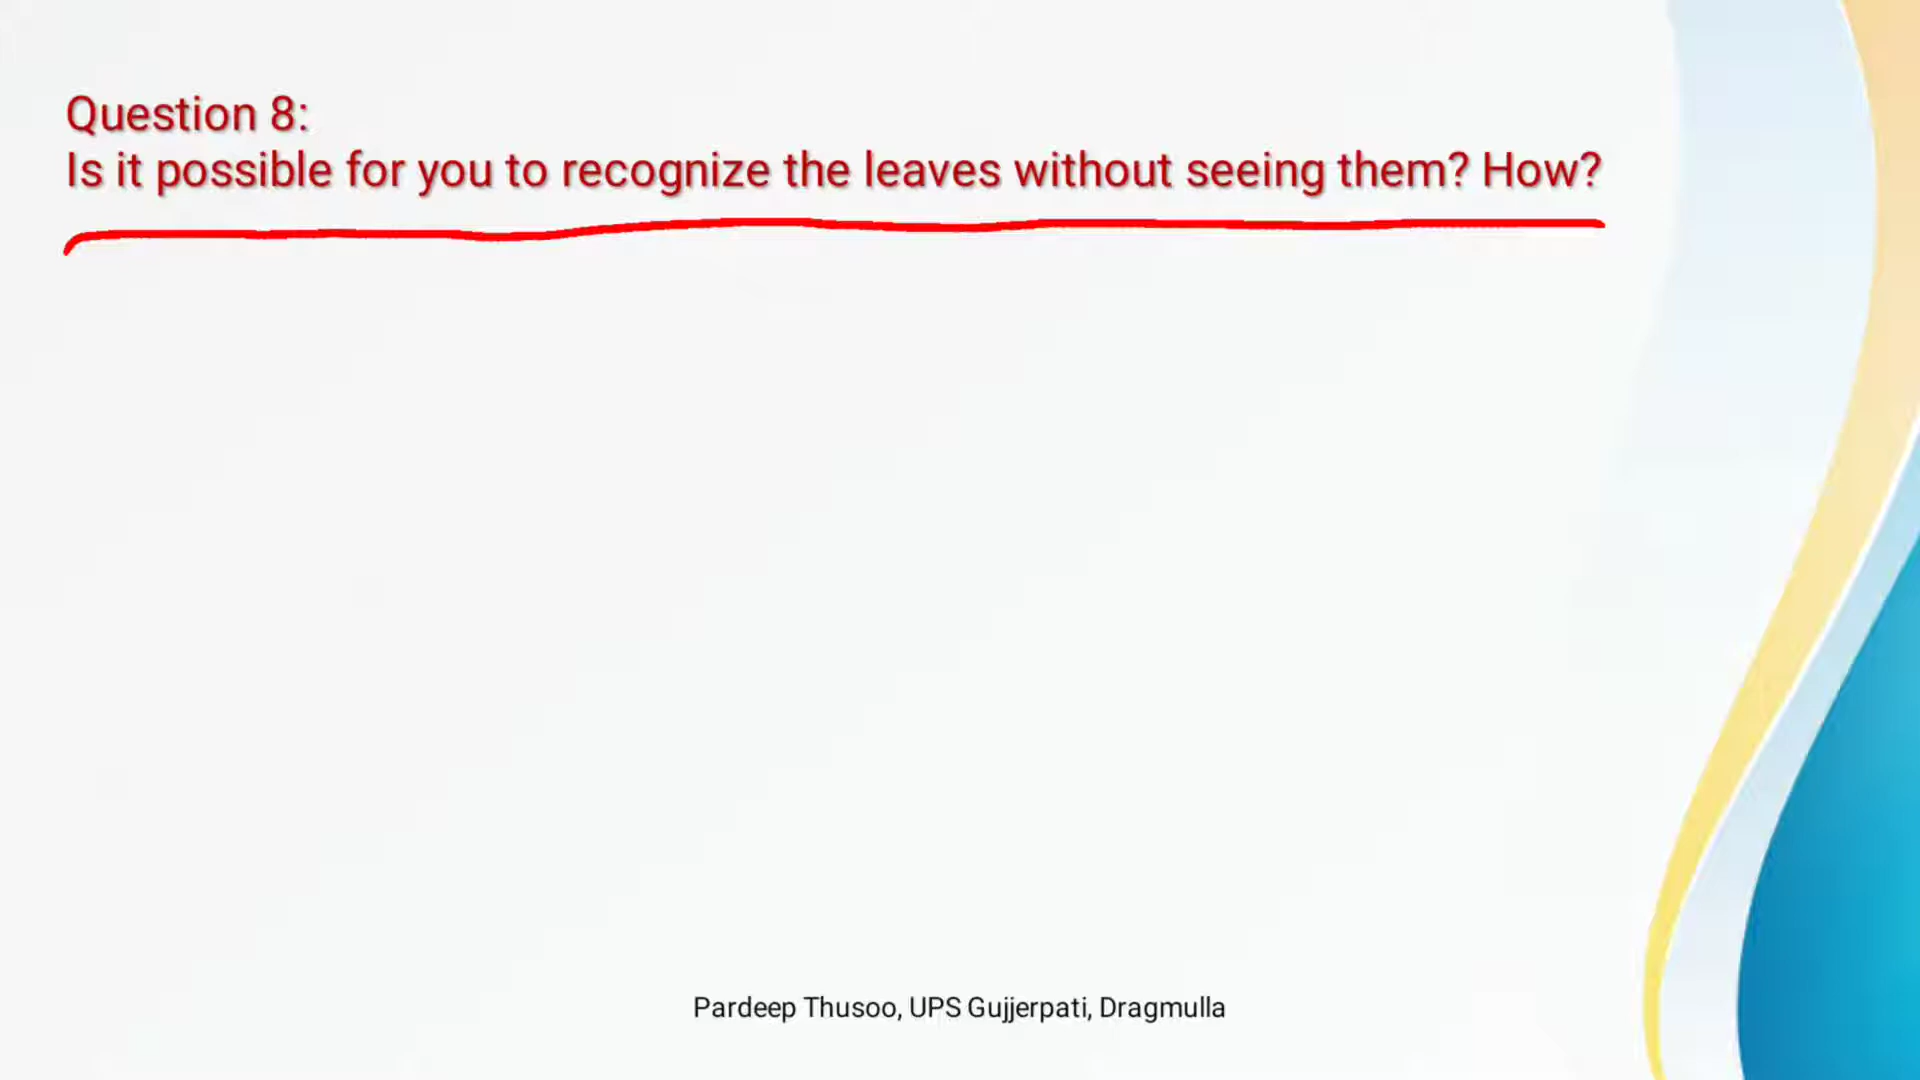 Question 8:
Is it possible for you to recognize the leaves without seeing them? How?
Pardeep Thusoo, UPS Gujjerpati, Dragmulla